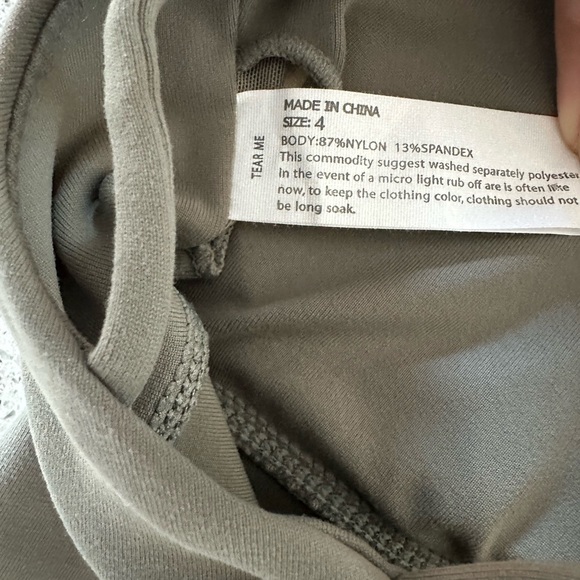 MADE IN CHINA
SIZE: 4
BODY:87%NYLON 13%SPANDEX
This commodity suggest washed separately polyester
In the event of a micro light rub off are is often Wise
now, to keep the clothing color, clothing should not
be long soak.
TEAR ME